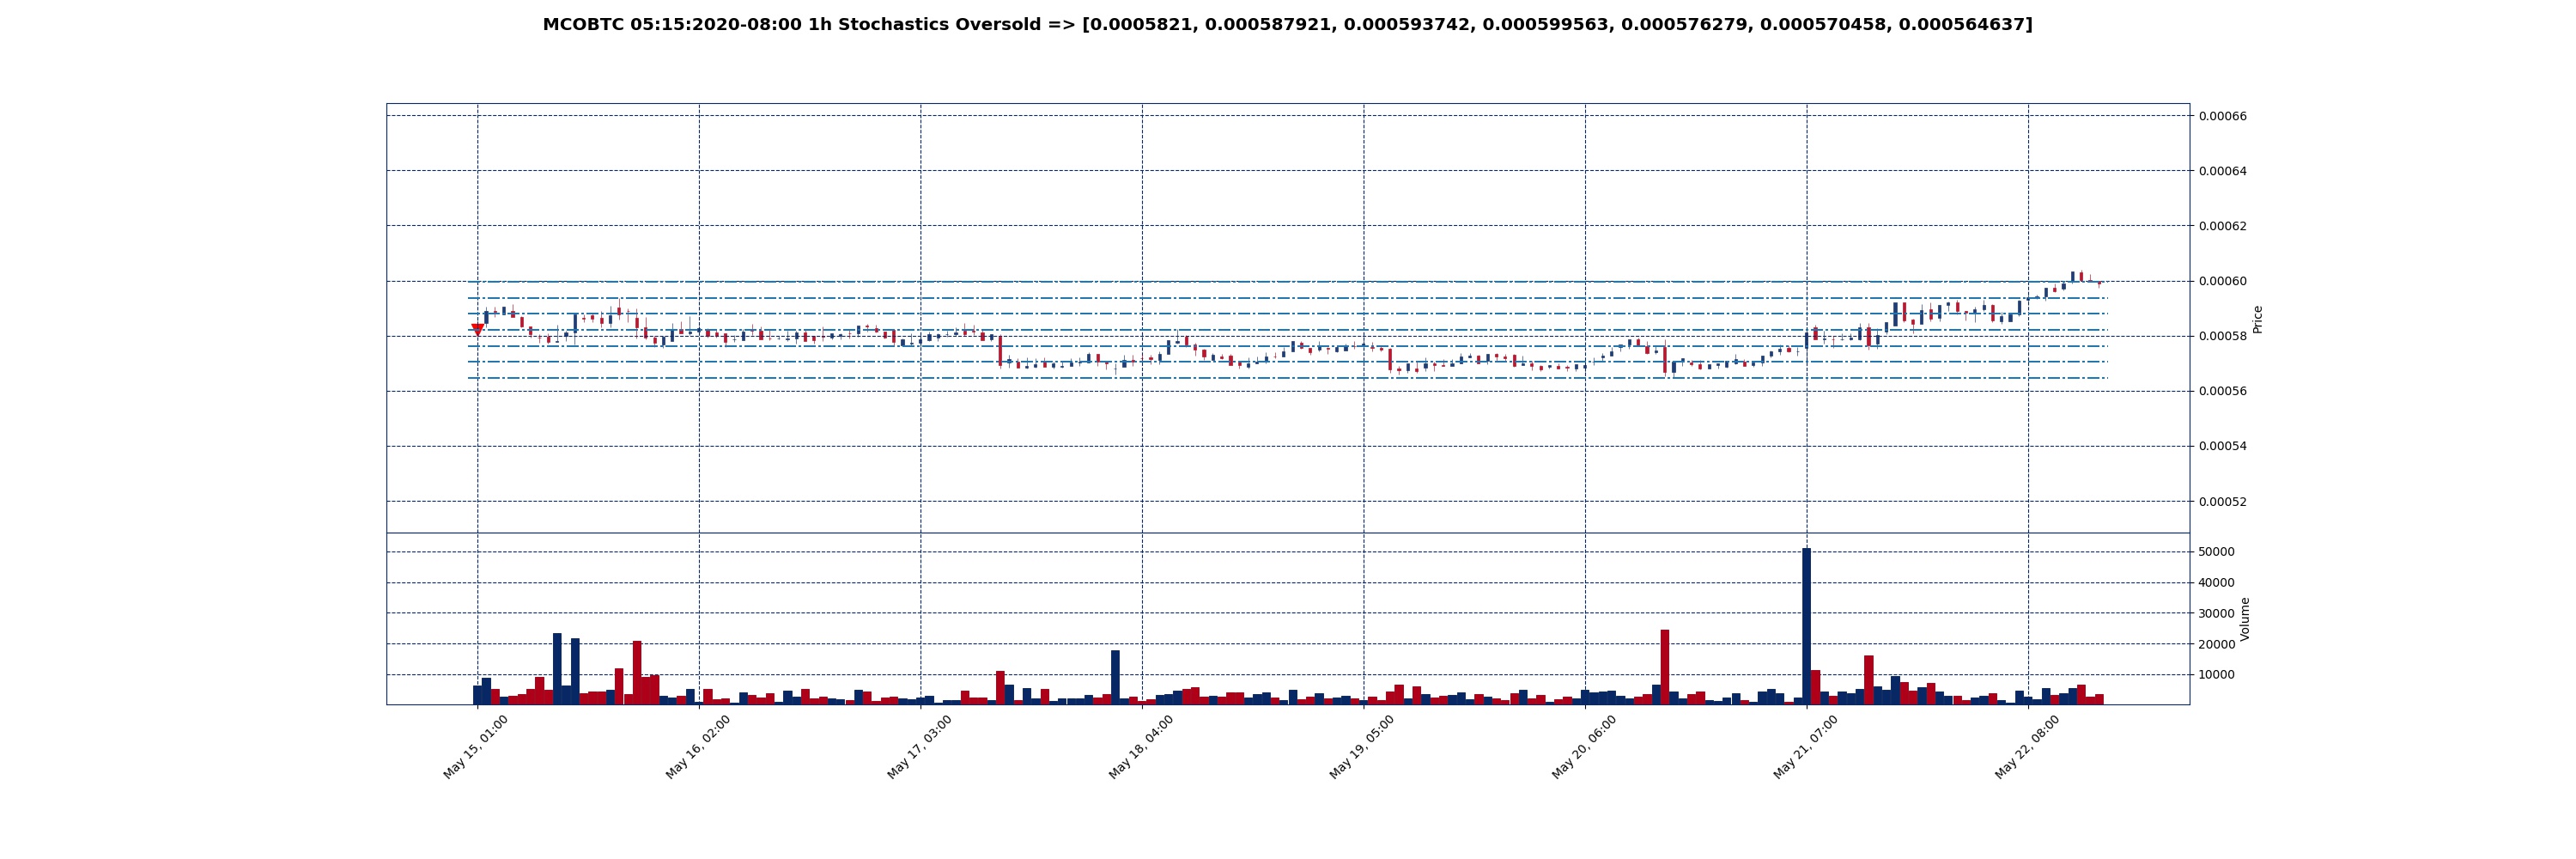 MCOBTC 05:15:2020-08:00 1h Stochastics Oversold => [0.0005821, 0.000587921, 0.000593742, 0.000599563, 0.000576279, 0.000570458, 0.000564637]
0.00066
0.00064
0.00062
0.00060
0.00058
0.00056
0.00054
0.00052
Price
50000
40000
30000
20000
10000
Volume
May 15, 01:00
May 16, 02:00
May 17, 03:00
May 18, 04:00
May 19, 05:00
May 20, 06:00
May 21, 07:00
May 22, 08:00